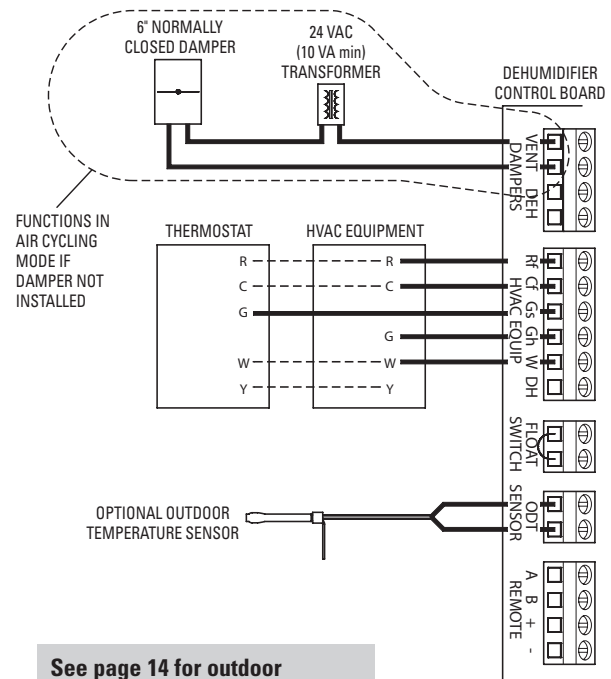 6" NORMALLY
CLOSED DAMPER
24 VAC
(10 VA min)
TRANSFORMER
DEHUMIDIFIER
CONTROL BOARD
VENT
DEH
DAMPERS
FUNCTIONS IN
AIR CYCLING
MODE IF
DAMPER NOT
INSTALLED
THERMOSTAT
HVAC EQUIPMENT
R
C
G
W
Y
R
C
G
W
Y
Rf
Cf
Gs
Gh
W
DH
HVAC EQUIP
FLOAT
SWITCH
OPTIONAL OUTDOOR
TEMPERATURE SENSOR
ODT
SENSOR
A
B
+
-
REMOTE
See page 14 for outdoor